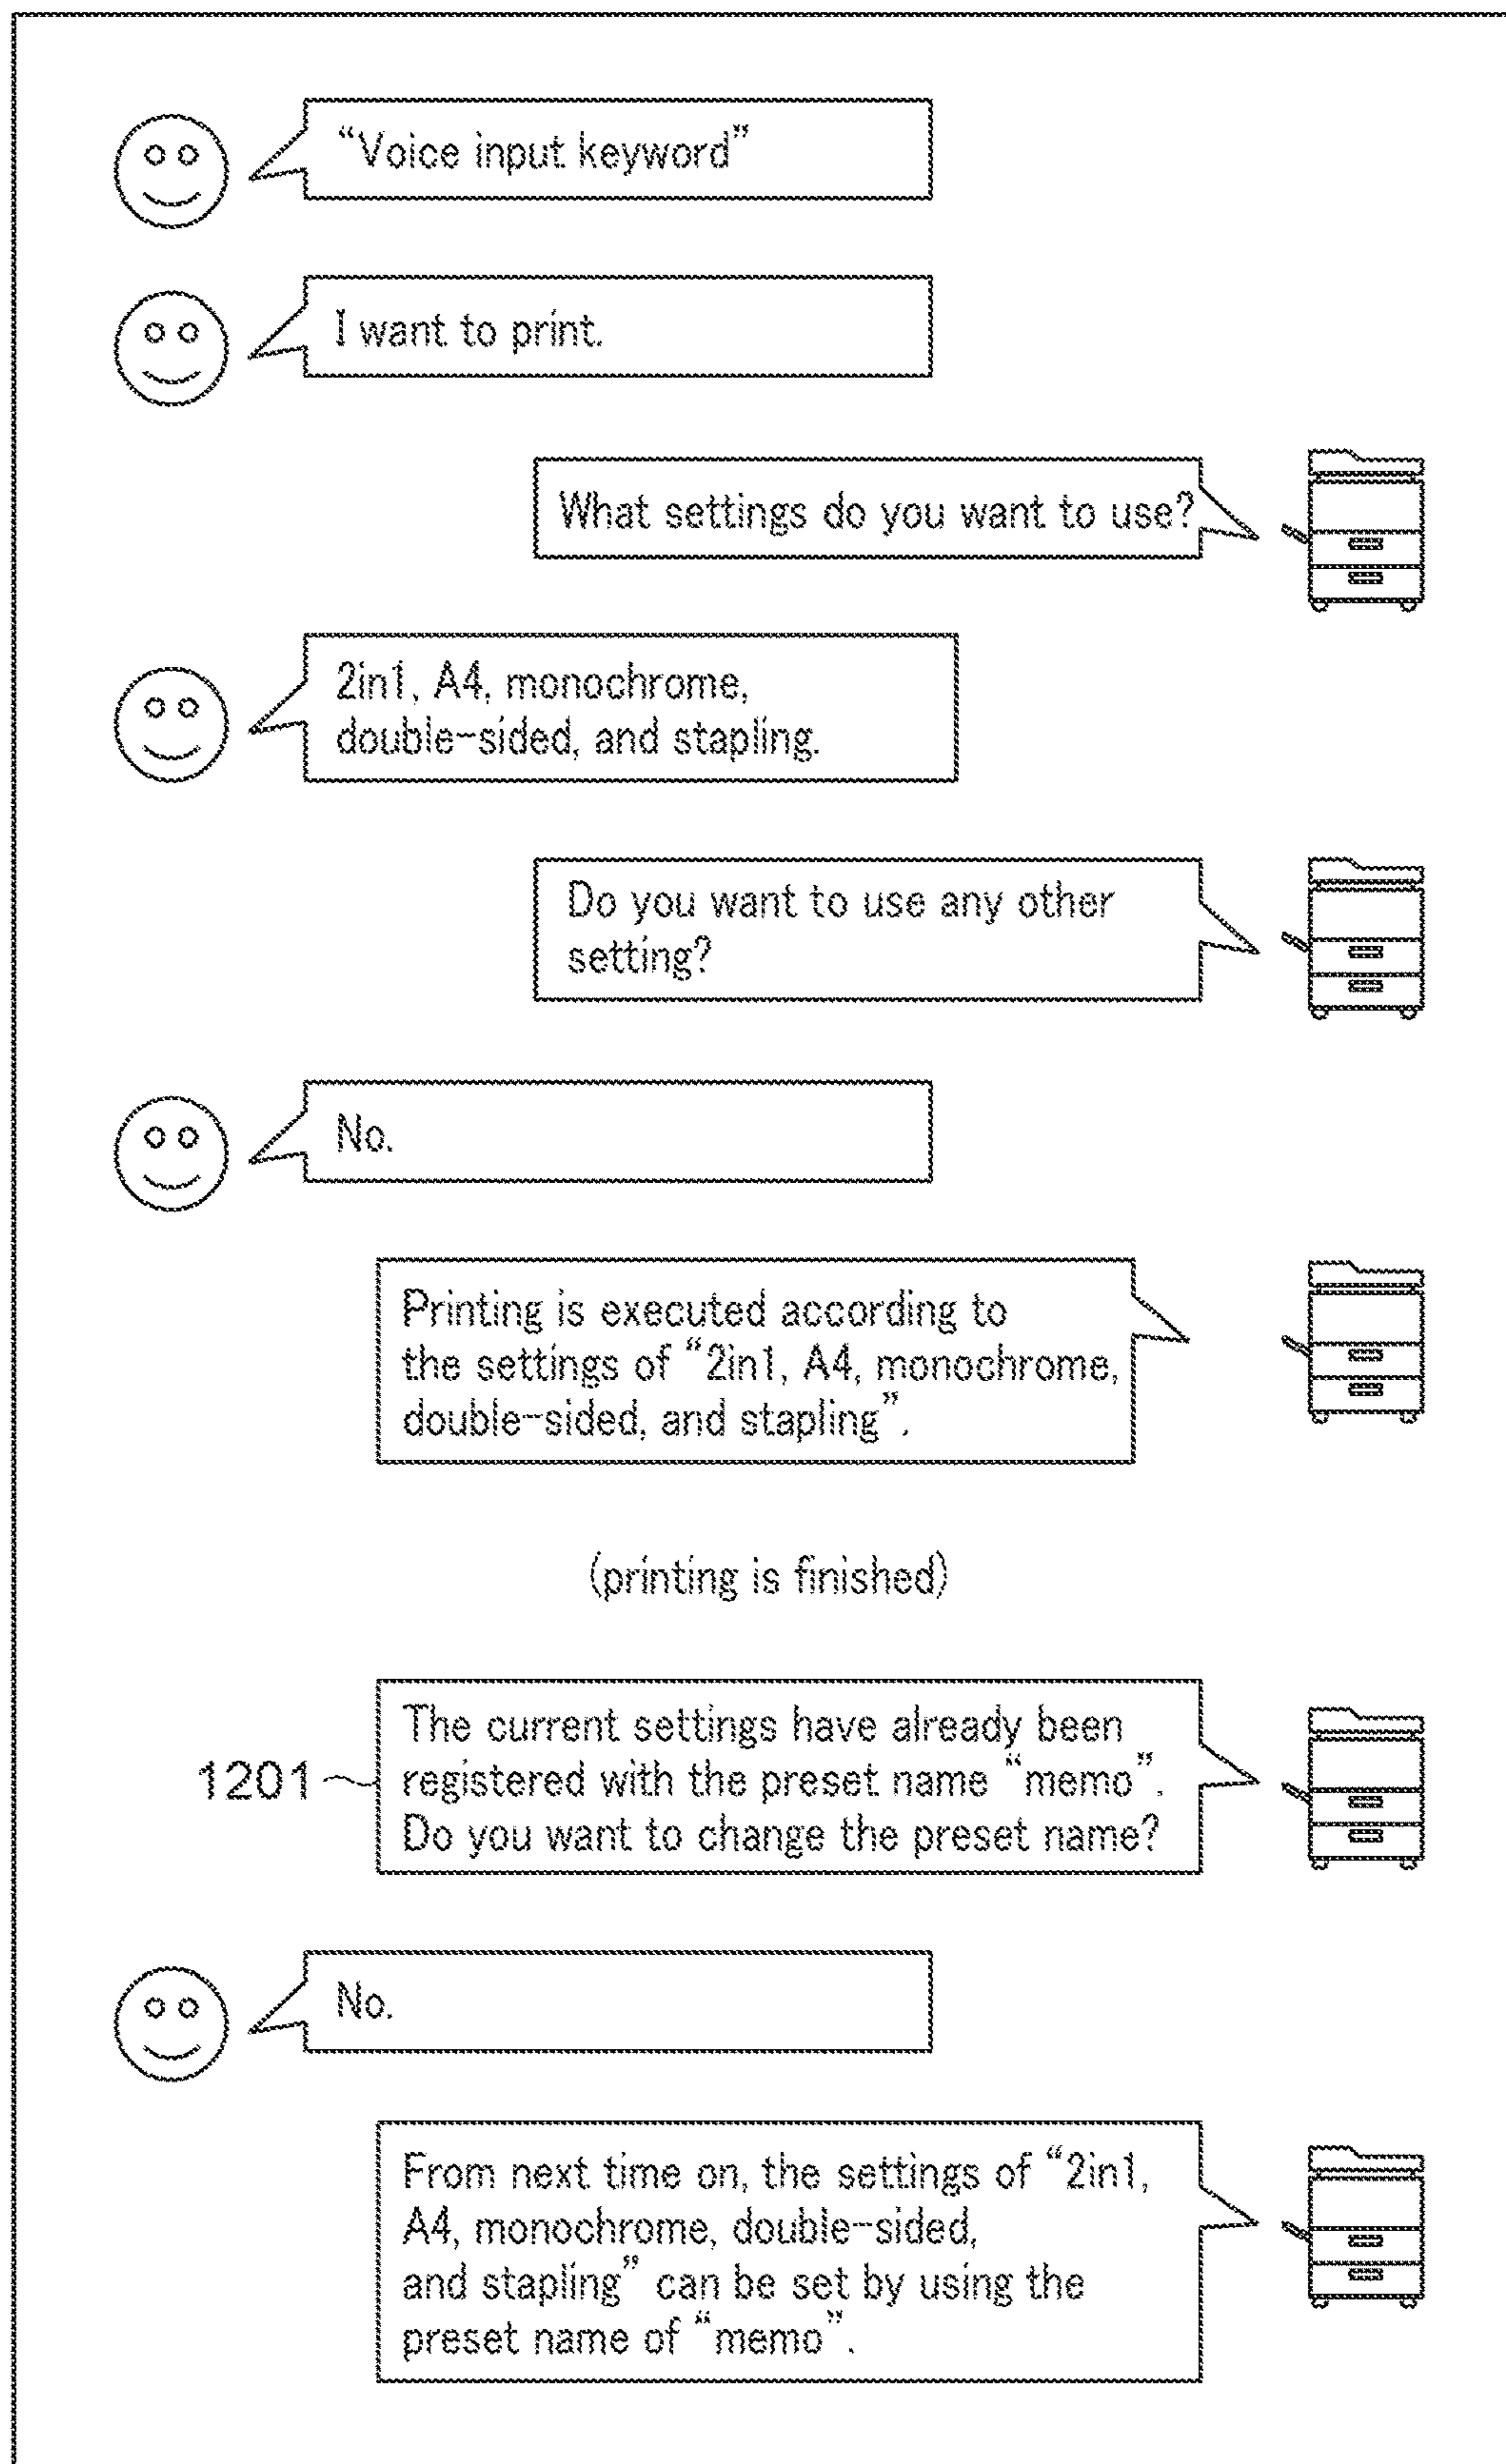 “Voice input keyword”
I want to print.
What settings do you want to use?
2in1, A4, monochrome,
double-sided, and stapling.
Do you want to use any other
setting?
No.
Printing is executed according to
the settings of “2in1, A4, monochrome,
double-sided, and stapling”.
(printing is finished)
The current settings have already been
1201 registered with the preset name “memo”.
Do you want to change the preset name?
No.
From next time on, the settings of “2in1,
A4, monochrome, double-sided,
and stapling” can be set by using the
preset name of “memo”.